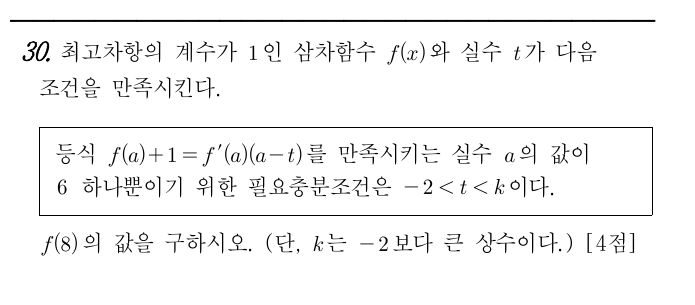 30. 최고차항의 계수가 1인 삼차함수 f(x)와 실수 t가 다음
조건을 만족시킨다.
등식 f(a)+1=f′(a)(a−t)를 만족시키는 실수 a의 값이
6 하나뿐이기 위한 필요충분조건은 −2<t<k이다.
f(8)의 값을 구하시오. (단, k는 −2보다 큰 상수이다.) [4점]